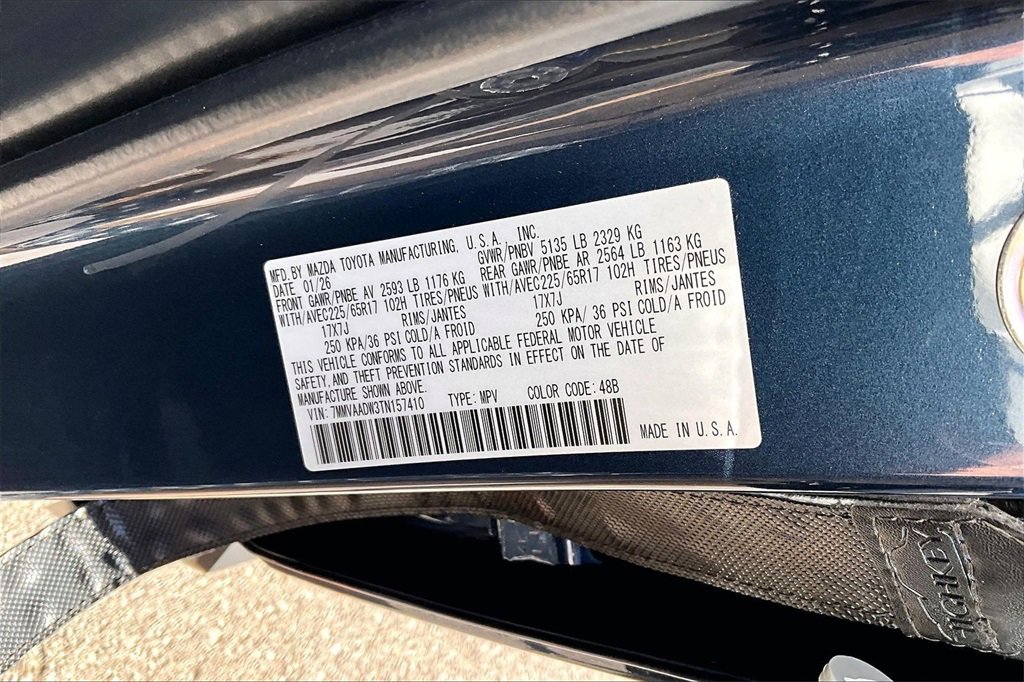 MFD. BY MAZDA TOYOTA MANUFACTURING, U.S.A. INC.
DATE 01/26 GVWR/PNBV 5135 LB 2329 KG
FRONT GAWR/PNBE AV 2593 LB 1176 KG REAR GAWR/PNBE AR 2564 LB 1163 KG
WITH/AVEC225/65R17 102H TIRES/PNEUS WITH/AVEC225/65R17 102H TIRES/PNEUS
17X7J RIMS/JANTES 17X7J RIMS/JANTES
250 KPA/36 PSI COLD/A FROID 250 KPA/ 36 PSI COLD/A FROID
THIS VEHICLE CONFORMS TO ALL APPLICABLE FEDERAL MOTOR VEHICLE
SAFETY, AND THEFT PREVENTION STANDARDS IN EFFECT ON THE DATE OF
MANUFACTURE SHOWN ABOVE.
VIN: 7MMVAADW3TN157410 TYPE: MPV COLOR CODE: 48B
MADE IN U.S.A.